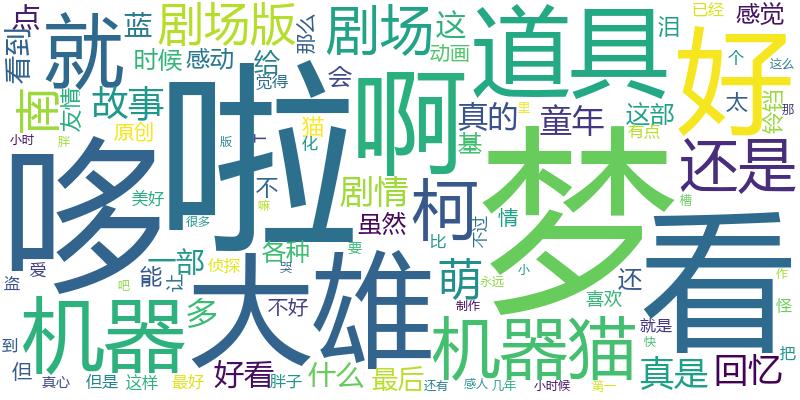 点
蓝
剧场版
剧场
这
那么
道具
泪
已经
感觉
看到
就
时候
感动
给
动画
好
个
这么
南
友情
故事
觉得
会
啊
真的
童年
这部
太
铃铛
那
小时
原创
猫
化
版
里
基
有点
哆
啦
梦
还是
美好
不
剧情
柯
很多
嘛
虽然
情
不过
槽
一部
各种
要
比
看
盗
爱
能
让
侦探
哭
大雄
萌
永远
小
还
作
机器
吧
多
不好
机器猫
制作
喜欢
就是
怪
快
到
但
真心
但是
这样
最好
好看
胖子
什么
最后
还有
感人
几年
小时候
万一
真是
回忆
把